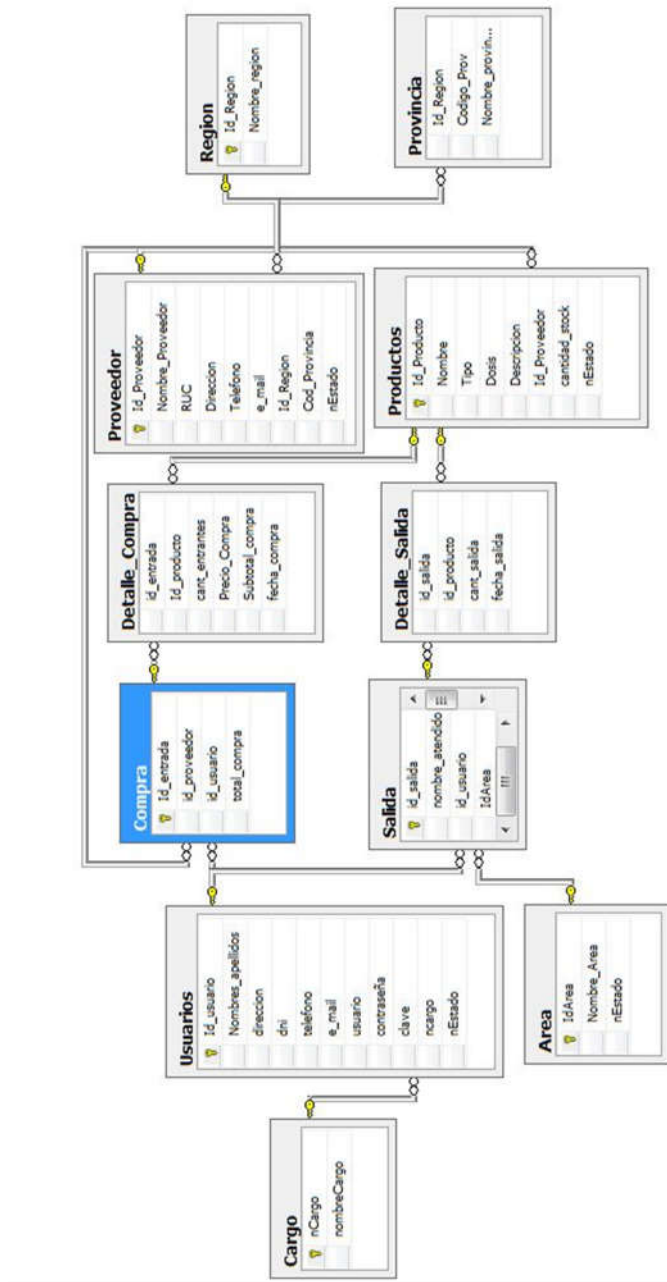 Cargo
nCargo
nombreCargo
Usuarios
Id_usuario
Nombres_apellidos
direccion
dni
telefono
e_mail
usuario
contraseña
clave
ncargo
nEstado
Area
IdArea
Nombre_Area
nEstado
Compra
Id_entrada
id_proveedor
id_usuario
total_compra
Salida
id_salida
nombre_atendido
id_usuario
IdArea
Detalle_Compra
id_entrada
Id_producto
cant_entrantes
Precio_Compra
Subtotal_compra
fecha_compra
Detalle_Salida
id_salida
id_producto
cant_salida
fecha_salida
Proveedor
Id_Proveedor
Nombre_Proveedor
RUC
Direccion
Teléfono
e_mail
Id_Region
Cod_Provincia
nEstado
Productos
Id_Producto
Nombre
Tipo
Dosis
Descripcion
Id_Proveedor
cantidad_stock
nEstado
Region
Id_Region
Nombre_region
Provincia
Id_Region
Codigo_Prov
Nombre_provin...